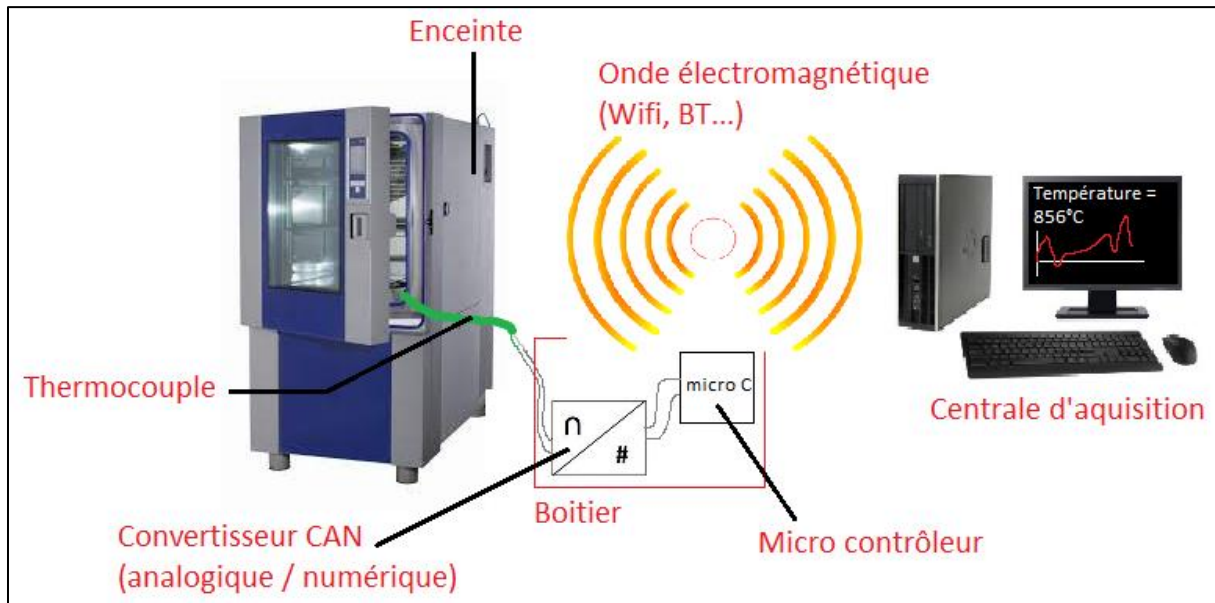 Enceinte
Onde électromagnétique
(Wifi, BT...)
Température =
856°C
Thermocouple
micro C
∩
#
Centrale d'aquisition
Boitier
Convertisseur CAN
(analogique / numérique)
Micro contrôleur